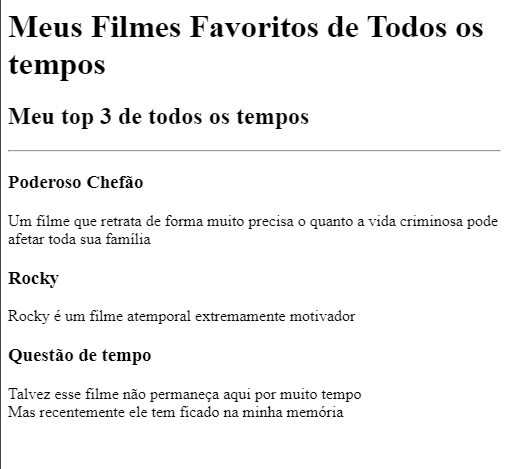 Meus Filmes Favoritos de Todos os
tempos
Meu top 3 de todos os tempos
Poderoso Chefão
Um filme que retrata de forma muito precisa o quanto a vida criminosa pode
afetar toda sua família
Rocky
Rocky é um filme atemporal extremamente motivador
Questão de tempo
Talvez esse filme não permaneça aqui por muito tempo
Mas recentemente ele tem ficado na minha memória